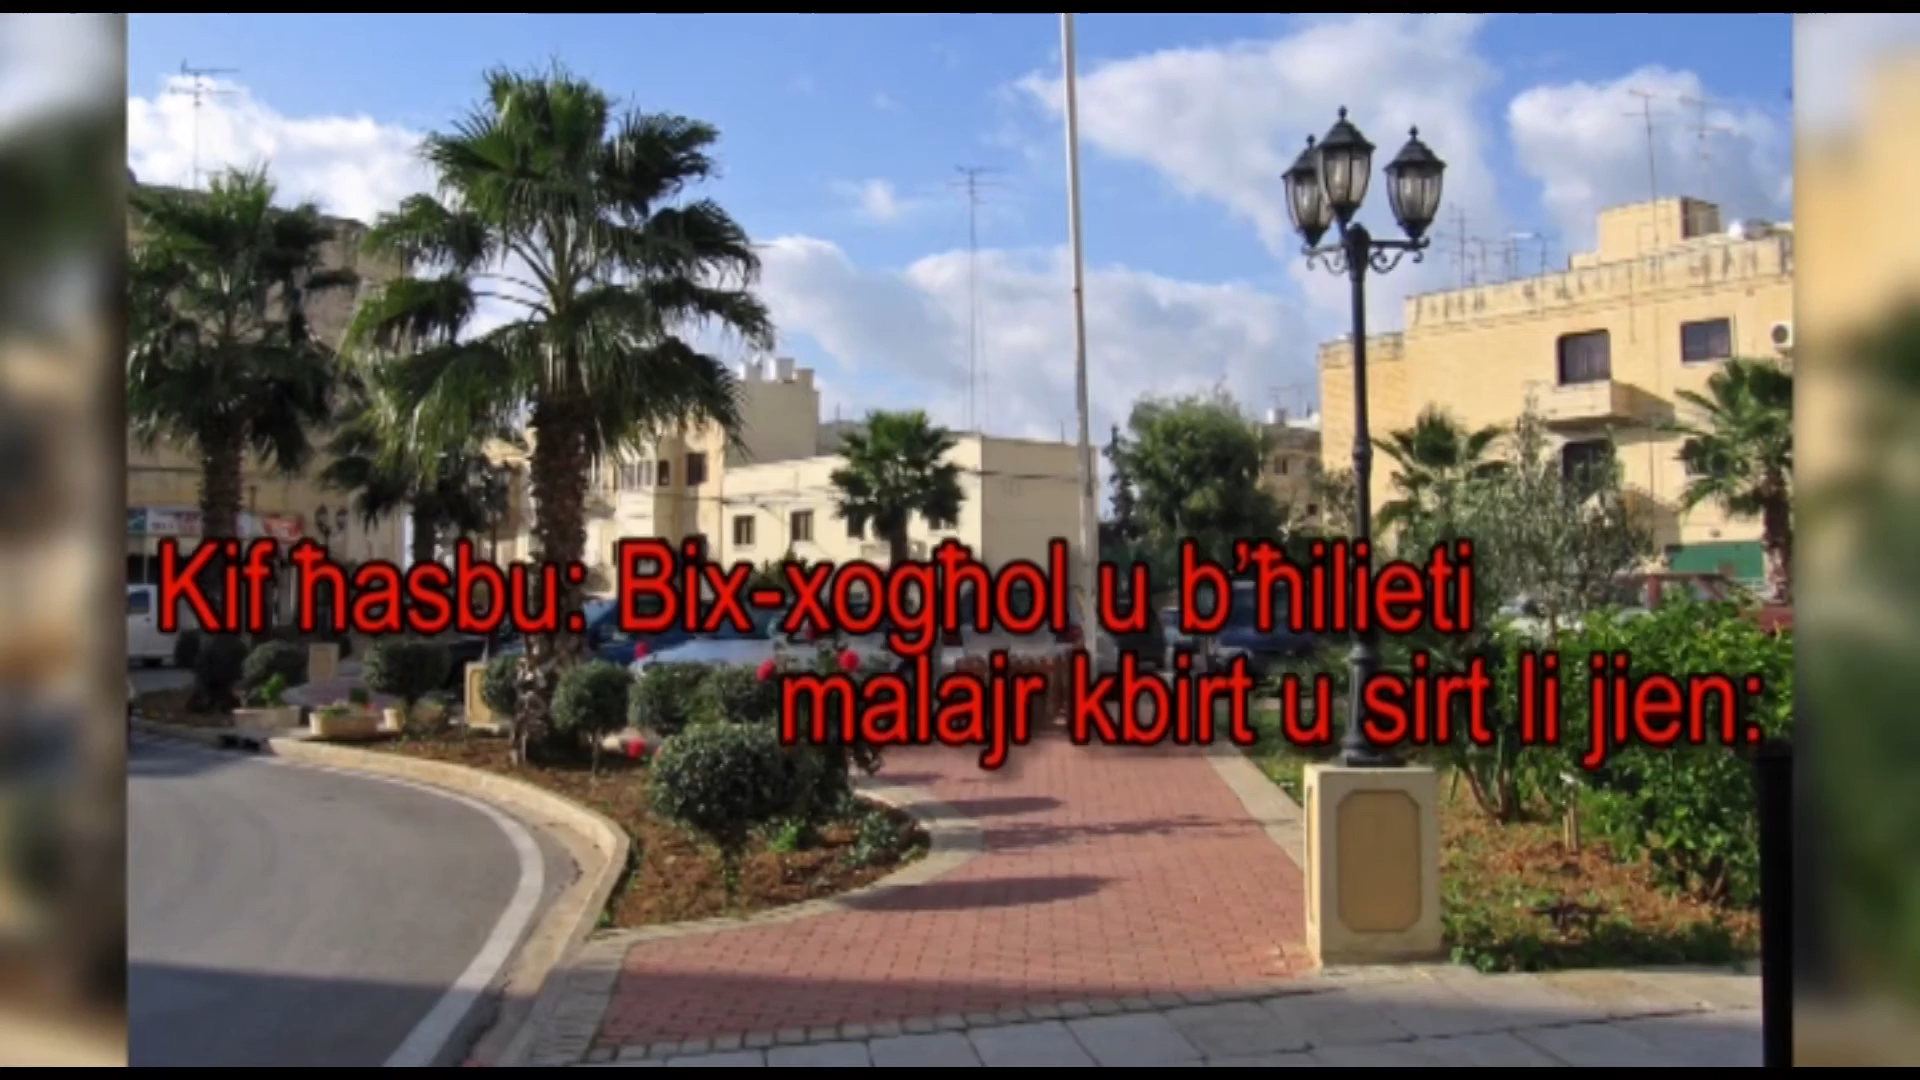 Kif ħasbu: Bix-xogħol u b’ħilieti
malajr kbirt u sirt li jien: